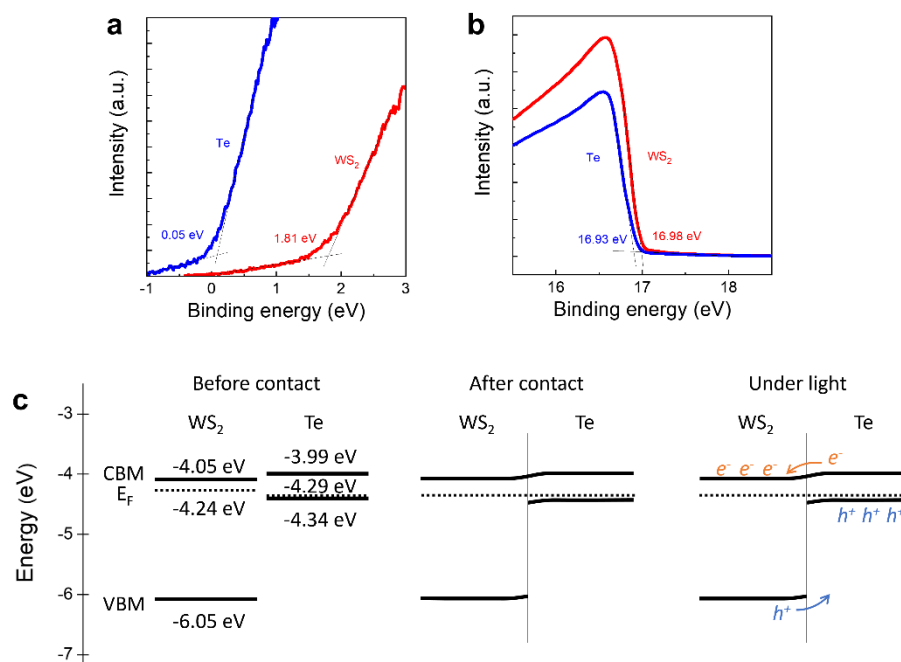 a
Intensity (a.u.)
Te
WS₂
0.05 eV
1.81 eV
-1 0 1 2 3
Binding energy (eV)
b
Intensity (a.u.)
Te
WS₂
16.93 eV 16.98 eV
16 17 18
Binding energy (eV)
c
Before contact After contact Under light
WS₂ Te WS₂ Te WS₂ Te
Energy (eV)
-3
-4
-5
-6
-7
CBM
E_F
VBM
-4.05 eV
-4.24 eV
-6.05 eV
-3.99 eV
-4.29 eV
-4.34 eV
e⁻ e⁻ e⁻ e⁻
h⁺ h⁺ h⁺
h⁺